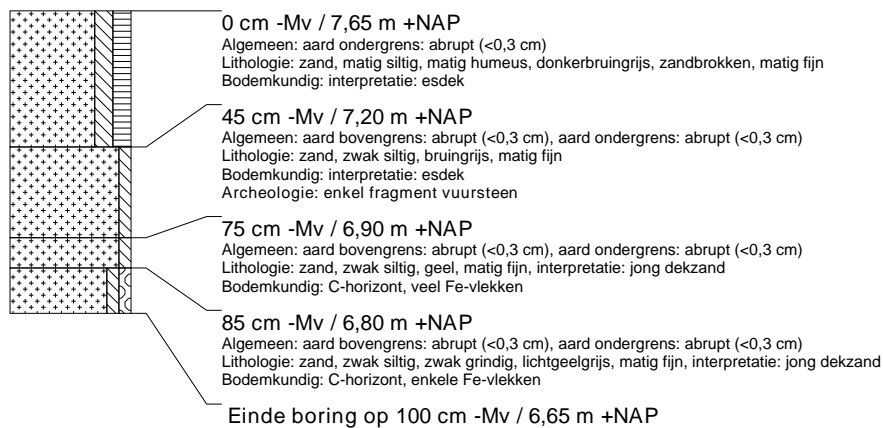 0 cm -Mv / 7,65 m +NAP
Algemeen: aard ondergrens: abrupt (<0,3 cm)
Lithologie: zand, matig siltig, matig humeus, donkerbruingrijs, zandbrokken, matig fijn
Bodemkundig: interpretatie: esdek
45 cm -Mv / 7,20 m +NAP
Algemeen: aard bovengrens: abrupt (<0,3 cm), aard ondergrens: abrupt (<0,3 cm)
Lithologie: zand, zwak siltig, bruingrijs, matig fijn
Bodemkundig: interpretatie: esdek
Archeologie: enkel fragment vuursteen
75 cm -Mv / 6,90 m +NAP
Algemeen: aard bovengrens: abrupt (<0,3 cm), aard ondergrens: abrupt (<0,3 cm)
Lithologie: zand, zwak siltig, geel, matig fijn, interpretatie: jong dekzand
Bodemkundig: C-horizont, veel Fe-vlekken
85 cm -Mv / 6,80 m +NAP
Algemeen: aard bovengrens: abrupt (<0,3 cm), aard ondergrens: abrupt (<0,3 cm)
Lithologie: zand, zwak siltig, zwak grindig, lichtgeelgrijs, matig fijn, interpretatie: jong dekzand
Bodemkundig: C-horizont, enkele Fe-vlekken
Einde boring op 100 cm -Mv / 6,65 m +NAP